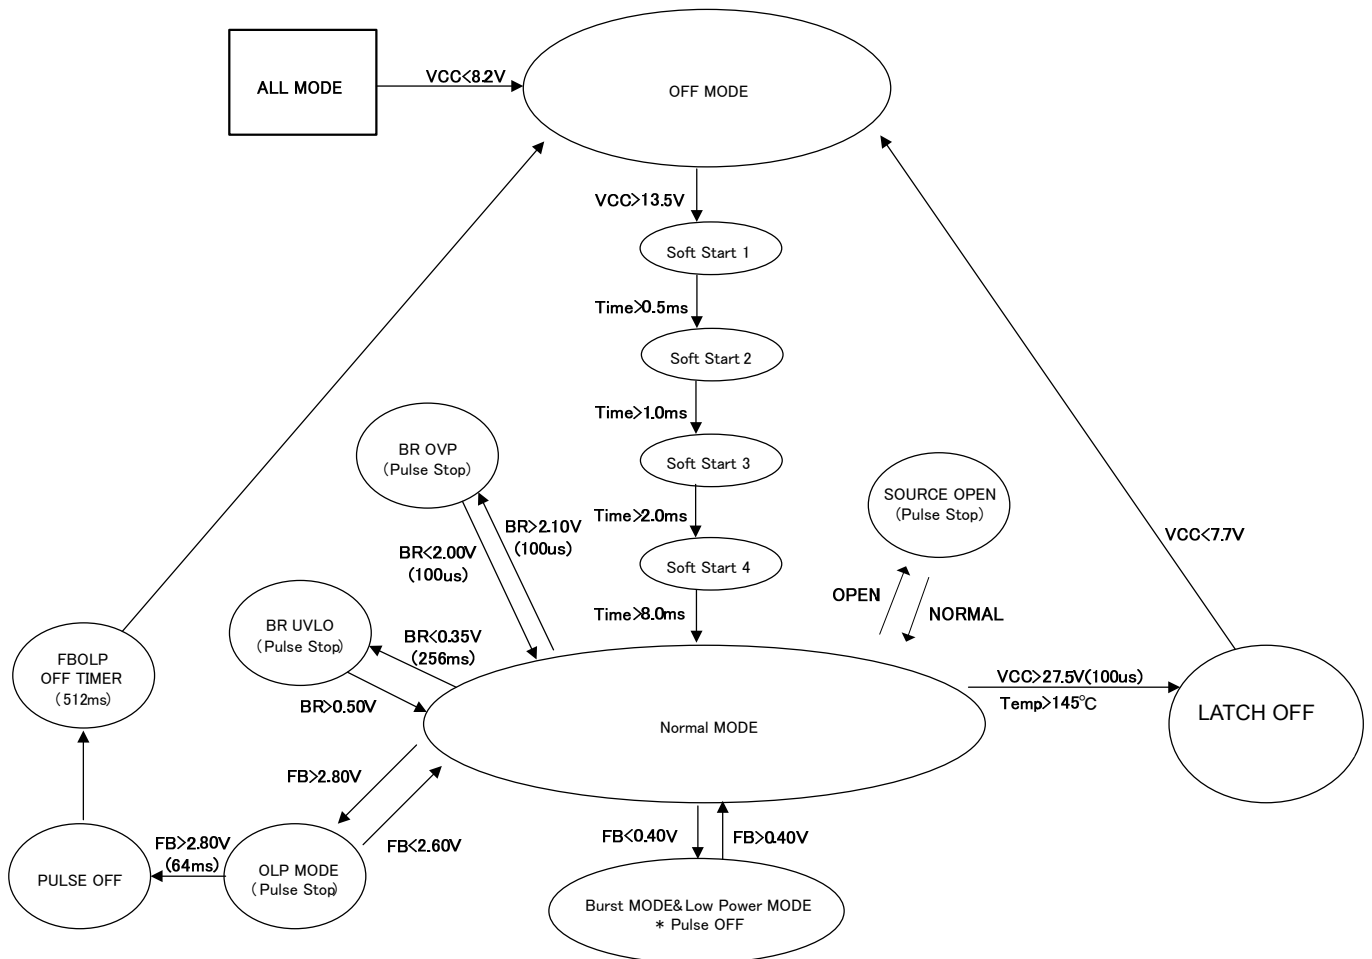 ALL MODE
VCC<8.2V
OFF MODE
VCC>13.5V
Soft Start 1
Time>0.5ms
Soft Start 2
Time>1.0ms
Soft Start 3
Time>2.0ms
Soft Start 4
Time>8.0ms
BR OVP
(Pulse Stop)
BR>2.10V
(100us)
BR<2.00V
(100us)
SOURCE OPEN
(Pulse Stop)
OPEN
NORMAL
VCC<7.7V
BR UVLO
(Pulse Stop)
BR<0.35V
(256ms)
BR>0.50V
FBOLP
OFF TIMER
(512ms)
Normal MODE
VCC>27.5V(100us)
Temp>145℃
LATCH OFF
FB>2.80V
FB<2.60V
FB>2.80V
(64ms)
PULSE OFF
OLP MODE
(Pulse Stop)
FB<0.40V
FB>0.40V
Burst MODE&Low Power MODE
* Pulse OFF